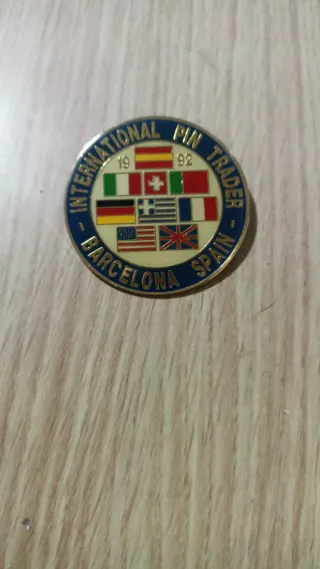 INTERNATIONAL PIN TRADER
19 92
- BARCELONA SPAIN -